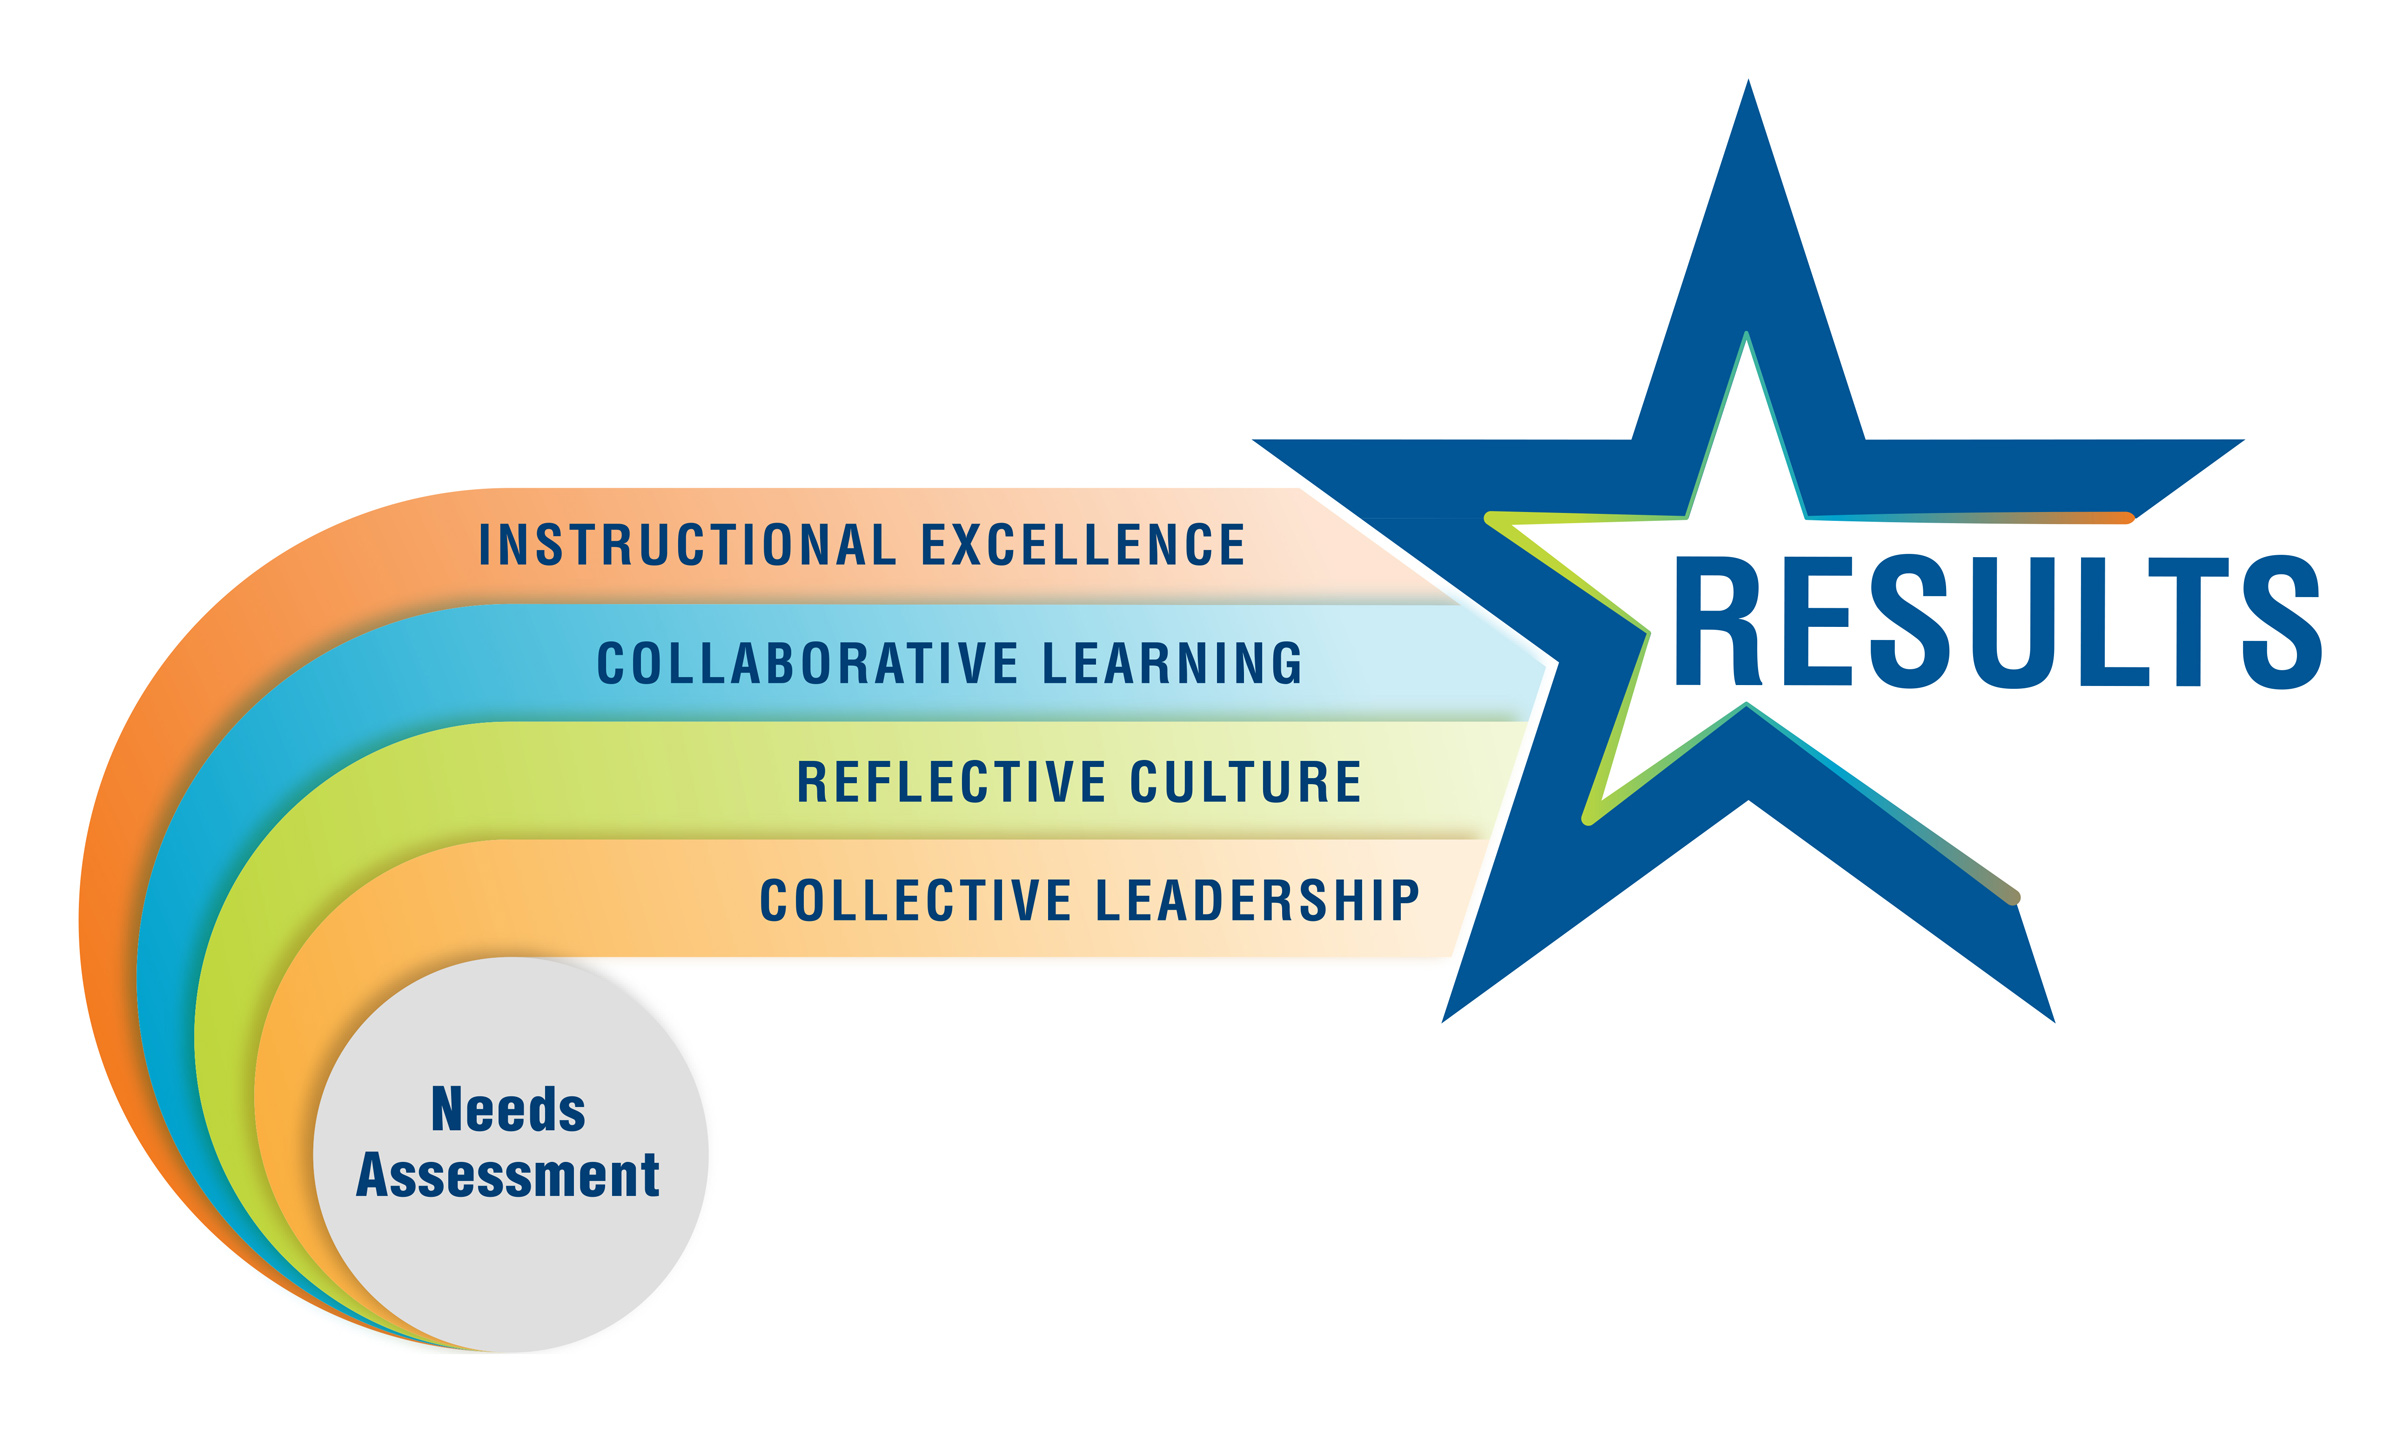 INSTRUCTIONAL EXCELLENCE
COLLABORATIVE LEARNING
REFLECTIVE CULTURE
COLLECTIVE LEADERSHIP
Needs
Assessment
RESULTS